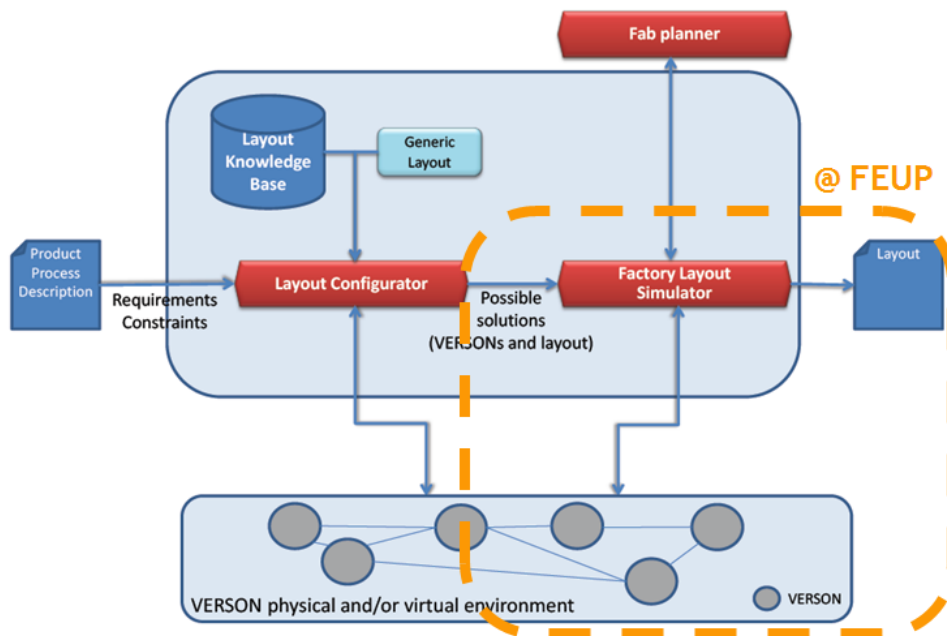 Fab planner
Layout
Knowledge
Base
Generic
Layout
@ FEUP
Product
Process
Description
Requirements
Constraints
Layout Configurator
Possible
solutions
(VERSONs and layout)
Factory Layout
Simulator
Layout
VERSON physical and/or virtual environment
VERSON